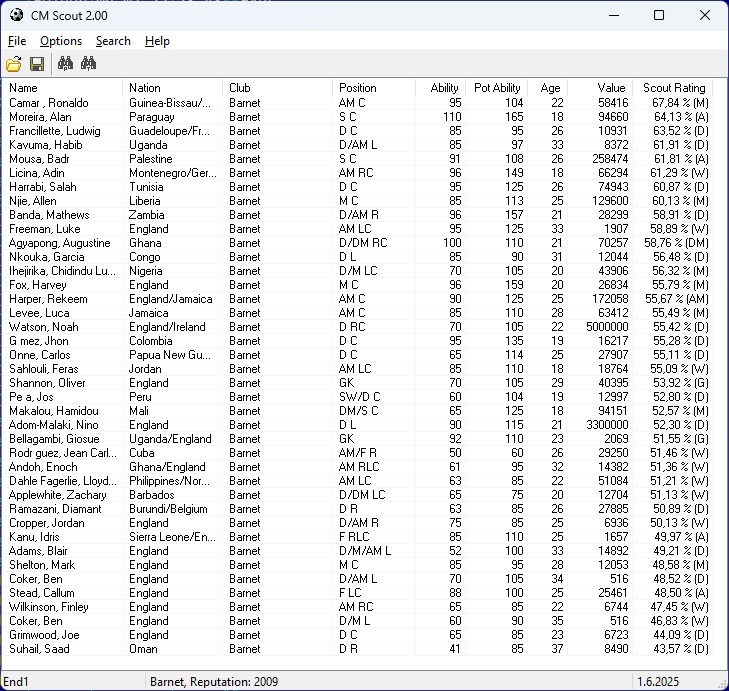 CM Scout 2.00
File Options Search Help
Name Nation Club Position Ability Pot Ability Age Value Scout Rating
Camar , Ronaldo Guinea-Bissau/... Barnet AM C 95 104 22 58416 67,84 % (M)
Moreira, Alan Paraguay Barnet S C 110 165 18 94660 64,13 % (A)
Francillette, Ludwig Guadeloupe/Fr... Barnet D C 85 95 26 10931 63,52 % (D)
Kavuma, Habib Uganda Barnet D/AM L 85 97 33 8372 61,91 % (D)
Mousa, Badr Palestine Barnet S C 91 108 26 258474 61,81 % (A)
Licina, Adin Montenegro/Ger... Barnet AM RC 96 149 18 66294 61,29 % (W)
Harrabi, Salah Tunisia Barnet D C 95 125 26 74943 60,87 % (D)
Njie, Allen Liberia Barnet M C 85 113 25 129600 60,13 % (M)
Banda, Mathews Zambia Barnet D/AM R 96 157 21 28299 58,91 % (D)
Freeman, Luke England Barnet AM LC 95 125 33 1907 58,89 % (W)
Agyapong, Augustine Ghana Barnet D/DM RC 100 110 21 70257 58,76 % (DM)
Nkouka, Garcia Congo Barnet D L 85 90 31 12044 56,48 % (D)
Ihejirika, Chidindu Lu... Nigeria Barnet D/M LC 70 105 20 43906 56,32 % (M)
Fox, Harvey England Barnet M C 96 159 20 26834 55,79 % (M)
Harper, Rekeem England/Jamaica Barnet AM C 90 125 25 172058 55,67 % (AM)
Levee, Luca Jamaica Barnet AM C 85 110 28 63412 55,49 % (M)
Watson, Noah England/Ireland Barnet D RC 70 105 22 5000000 55,42 % (D)
G mez, Jhon Colombia Barnet D C 95 135 19 16217 55,28 % (D)
Onne, Carlos Papua New Gu... Barnet D C 65 114 25 27907 55,11 % (D)
Sahlouli, Feras Jordan Barnet AM LC 85 110 18 18764 55,09 % (W)
Shannon, Oliver England Barnet GK 70 105 29 40395 53,92 % (G)
Pe a, Jos Peru Barnet SW/D C 60 104 19 12997 52,80 % (D)
Makalou, Hamidou Mali Barnet DM/S C 65 125 18 94151 52,57 % (M)
Adom-Malaki, Nino England Barnet D L 90 115 21 3300000 52,30 % (D)
Bellagambi, Giosue Uganda/England Barnet GK 92 110 23 2069 51,55 % (G)
Rodr guez, Jean Carl... Cuba Barnet AM/F R 50 60 26 29250 51,46 % (W)
Andoh, Enoch Ghana/England Barnet AM RLC 61 95 32 14382 51,36 % (W)
Dahle Fagerlie, Lloyd... Philippines/Nor... Barnet AM LC 63 85 22 51084 51,21 % (W)
Applewhite, Zachary Barbados Barnet D/DM LC 65 75 20 12704 51,13 % (W)
Ramazani, Diamant Burundi/Belgium Barnet D R 63 85 26 27885 50,89 % (D)
Cropper, Jordan England Barnet D/AM R 75 85 25 6936 50,13 % (W)
Kanu, Idris Sierra Leone/En... Barnet F RLC 85 110 25 1657 49,97 % (A)
Adams, Blair England Barnet D/M/AM L 52 100 33 14892 49,21 % (D)
Shelton, Mark England Barnet M C 85 95 28 12053 48,58 % (M)
Coker, Ben England Barnet D/AM L 70 105 34 516 48,52 % (D)
Stead, Callum England Barnet F LC 88 100 25 25461 48,50 % (A)
Wilkinson, Finley England Barnet AM RC 65 85 22 6744 47,45 % (W)
Coker, Ben England Barnet D/M L 60 90 35 516 46,83 % (W)
Grimwood, Joe England Barnet D C 65 85 23 6723 44,09 % (D)
Suhail, Saad Oman Barnet D R 41 85 37 8490 43,57 % (D)
End1 Barnet, Reputation: 2009 1.6.2025